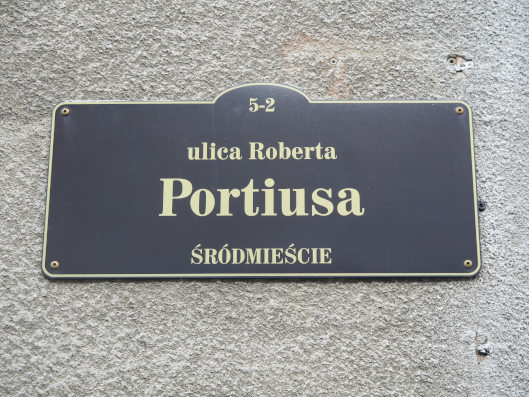 5-2
ulica Roberta
Portiusa
ŚRÓDMIEŚCIE